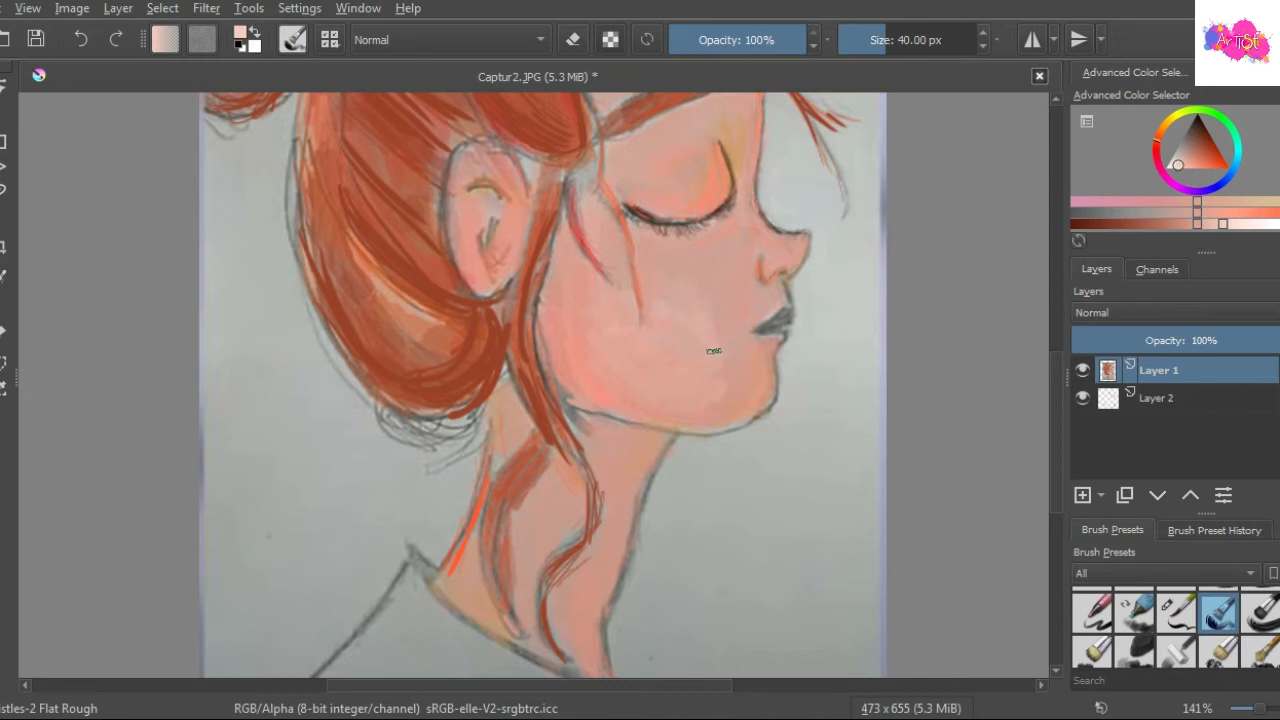 View Image Layer Select Filter Tools Settings Window Help
Normal
Opacity: 100%
Size: 40.00 px
Captur2.JPG (5.3 MiB) *
Advanced Color Sele...
Advanced Color Selector
Layers Channels
Layers
Normal
Opacity: 100%
Layer 1
Layer 2
Brush Presets Brush Preset History
Brush Presets
All
Search
stles-2 Flat Rough
RGB/Alpha (8-bit integer/channel) sRGB-elle-V2-srgbtrc.icc
473 x 655 (5.3 MiB)
141%